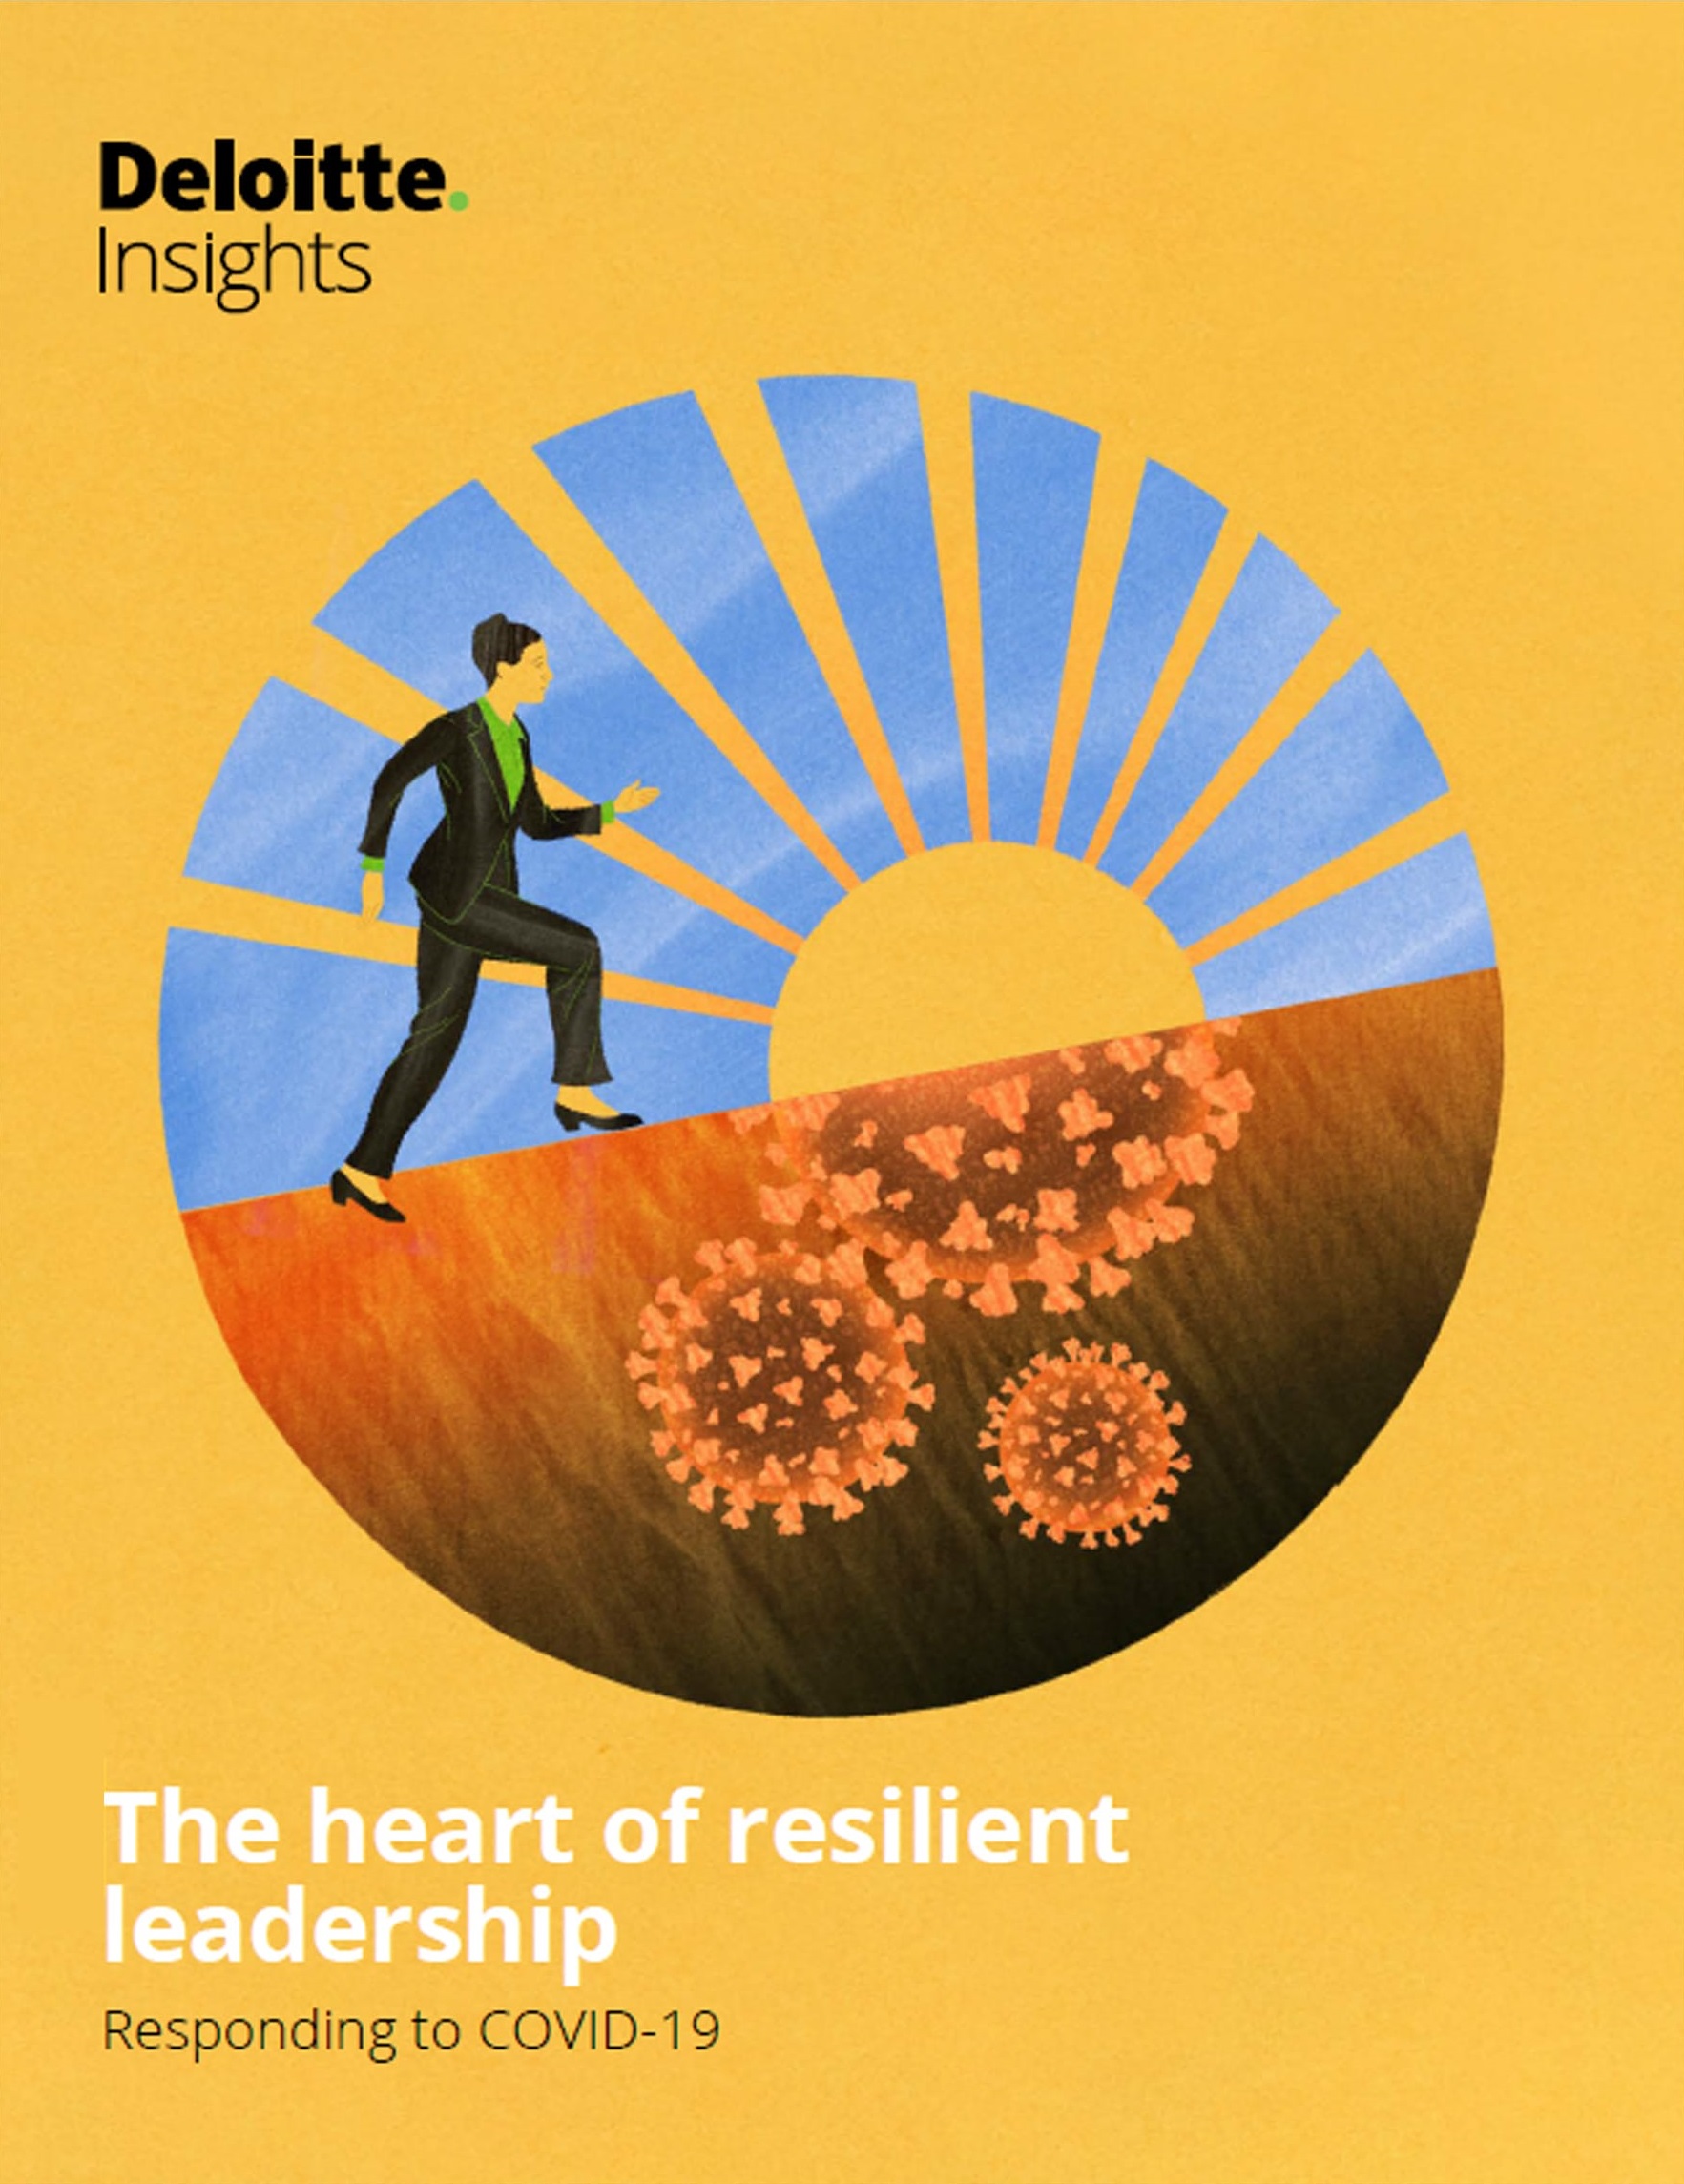 Deloitte.
Insights
The heart of resilient
leadership
Responding to COVID-19